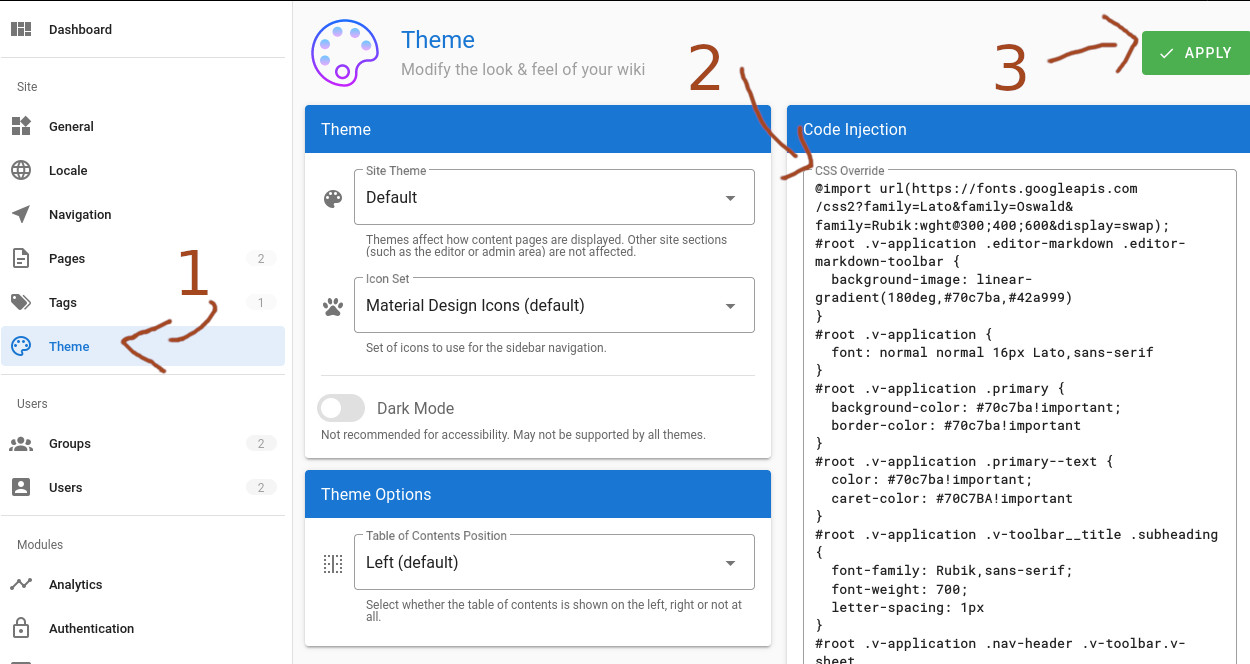 Dashboard
Site
General
Locale
Navigation
Pages 2
Tags 1
Theme
Users
Groups 2
Users 2
Modules
Analytics
Authentication
1
Theme
Modify the look & feel of your wiki
2
3
APPLY
Theme
Site Theme
Default
Themes affect how content pages are displayed. Other site sections
(such as the editor or admin area) are not affected.
Icon Set
Material Design Icons (default)
Set of icons to use for the sidebar navigation.
Dark Mode
Not recommended for accessibility. May not be supported by all themes.
Theme Options
Table of Contents Position
Left (default)
Select whether the table of contents is shown on the left, right or not at
all.
Code Injection
CSS Override
@import url(https://fonts.googleapis.com
/css2?family=Lato&family=Oswald&
family=Rubik:wght@300;400;600&display=swap);
#root .v-application .editor-markdown .editor-
markdown-toolbar {
background-image: linear-
gradient(180deg,#70c7ba,#42a999)
}
#root .v-application {
font: normal normal 16px Lato,sans-serif
}
#root .v-application .primary {
background-color: #70c7ba!important;
border-color: #70c7ba!important
}
#root .v-application .primary--text {
color: #70c7ba!important;
caret-color: #70C7BA!important
}
#root .v-application .v-toolbar__title .subheading
{
font-family: Rubik,sans-serif;
font-weight: 700;
letter-spacing: 1px
}
#root .v-application .nav-header .v-toolbar.v-
sheet